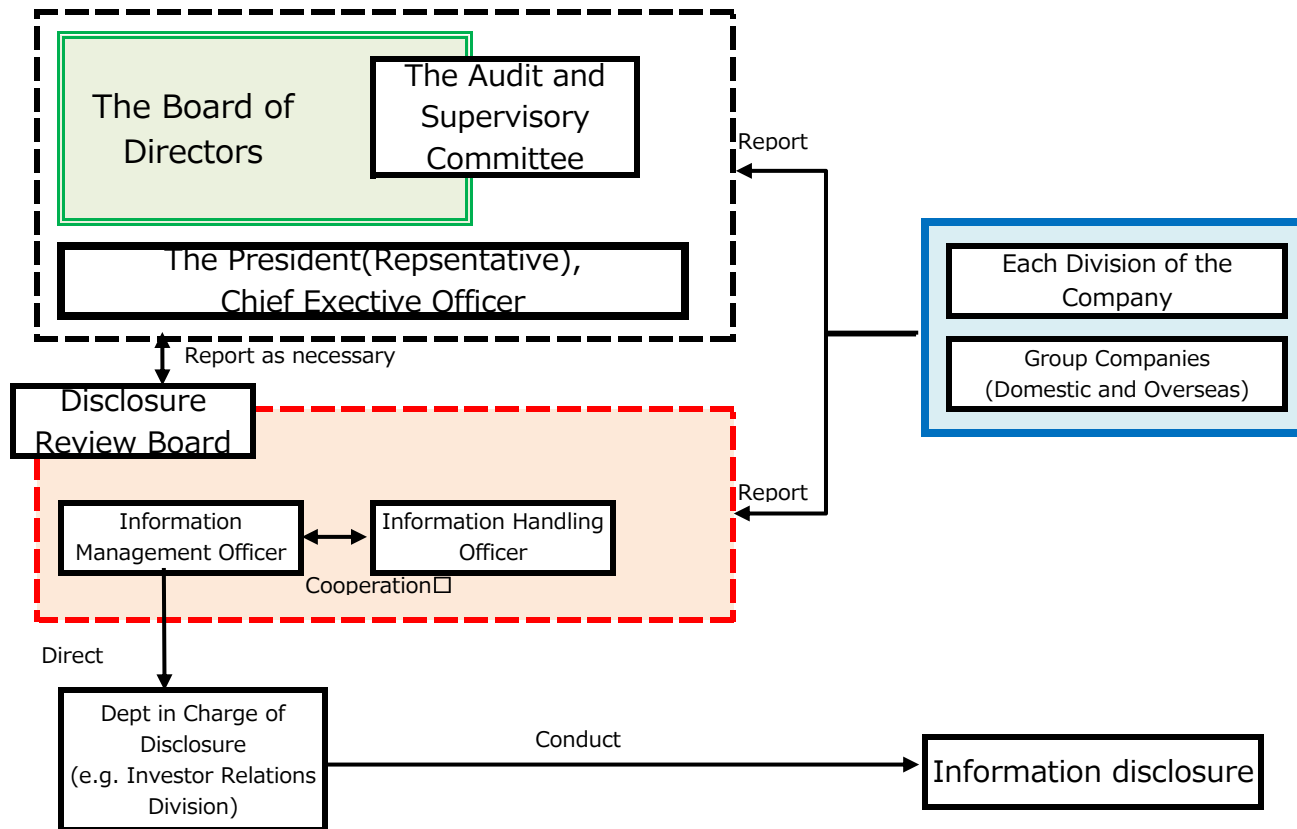 The Board of
Directors
The Audit and
Supervisory
Committee
The President(Repsentative),
Chief Exective Officer
Report
Each Division of the
Company
Group Companies
(Domestic and Overseas)
Report as necessary
Disclosure
Review Board
Report
Information
Management Officer
Information Handling
Officer
Cooperation□
Direct
Dept in Charge of
Disclosure
(e.g. Investor Relations
Division)
Conduct
Information disclosure